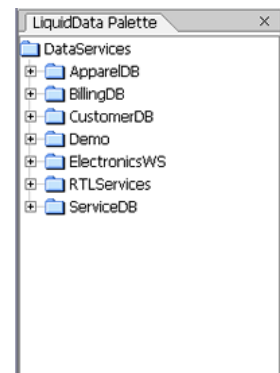 LiquidData Palette
DataServices
ApparelDB
BillingDB
CustomerDB
Demo
ElectronicsWS
RTLServices
ServiceDB